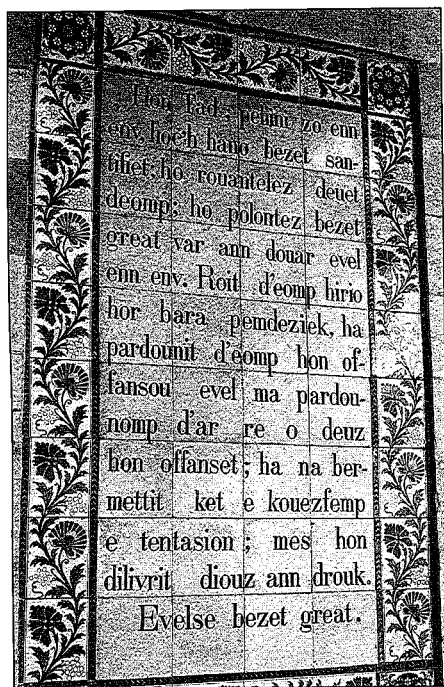 Hon Tad, pehini zo enn
env, hoc'h hano bezet san-
tifiet; ho rouantelez deuet
deomp; ho polontez bezet
great var ann douar evel
enn env. Roit d'eomp hirio
hor bara pemdeziek, ha
pardounit d'eomp hon of-
fansou evel ma pardou-
nomp d'ar re o deuz
hon offanset; ha na ber-
mettit ket e kouezfemp
e tentasion; mes hon
dilivrit diouz ann drouk.
Evelse bezet great.